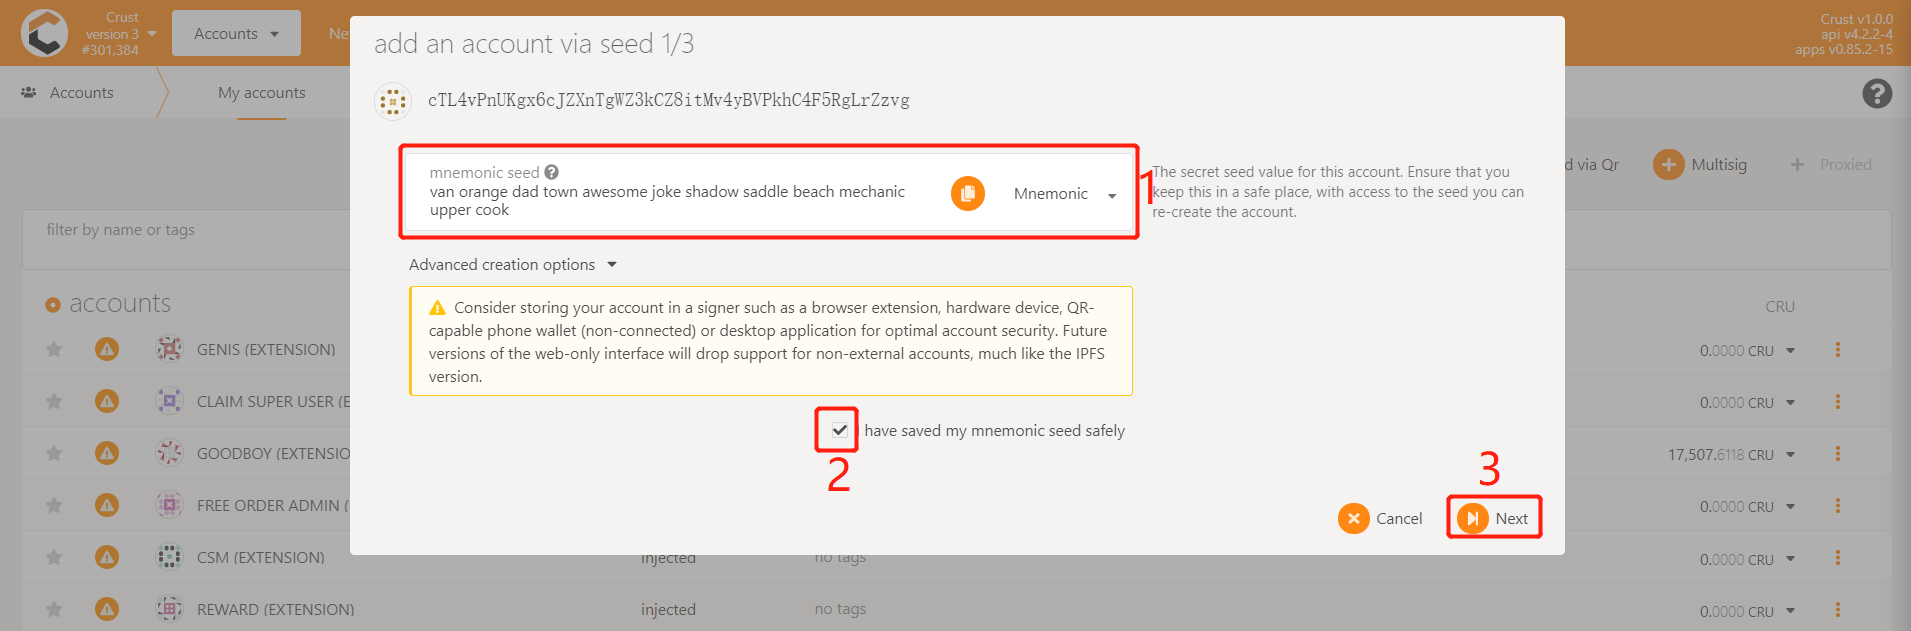 Crust
version 3
#301,384
Accounts
Ne
Crust v1.0.0
api v4.2.2-4
apps v0.85.2-15
Accounts
My accounts
add an account via seed 1/3
cTL4vPnUKgx6cJZXnTgWZ3kCZ8itMv4yBVPkhC4F5RgLrZzvg
mnemonic seed
van orange dad town awesome joke shadow saddle beach mechanic
upper cook
Mnemonic
1
The secret seed value for this account. Ensure that you
keep this in a safe place, with access to the seed you can
re-create the account.
d via Qr
Multisig
Proxied
filter by name or tags
Advanced creation options
Consider storing your account in a signer such as a browser extension, hardware device, QR-
capable phone wallet (non-connected) or desktop application for optimal account security. Future
versions of the web-only interface will drop support for non-external accounts, much like the IPFS
version.
have saved my mnemonic seed safely
2
3
Cancel
Next
accounts
CRU
GENIS (EXTENSION)
0.0000 CRU
CLAIM SUPER USER (E
0.0000 CRU
GOODBOY (EXTENSIO
17,507.6118 CRU
FREE ORDER ADMIN (
0.0000 CRU
CSM (EXTENSION)
injected
no tags
0.0000 CRU
REWARD (EXTENSION)
injected
no tags
0.0000 CRU